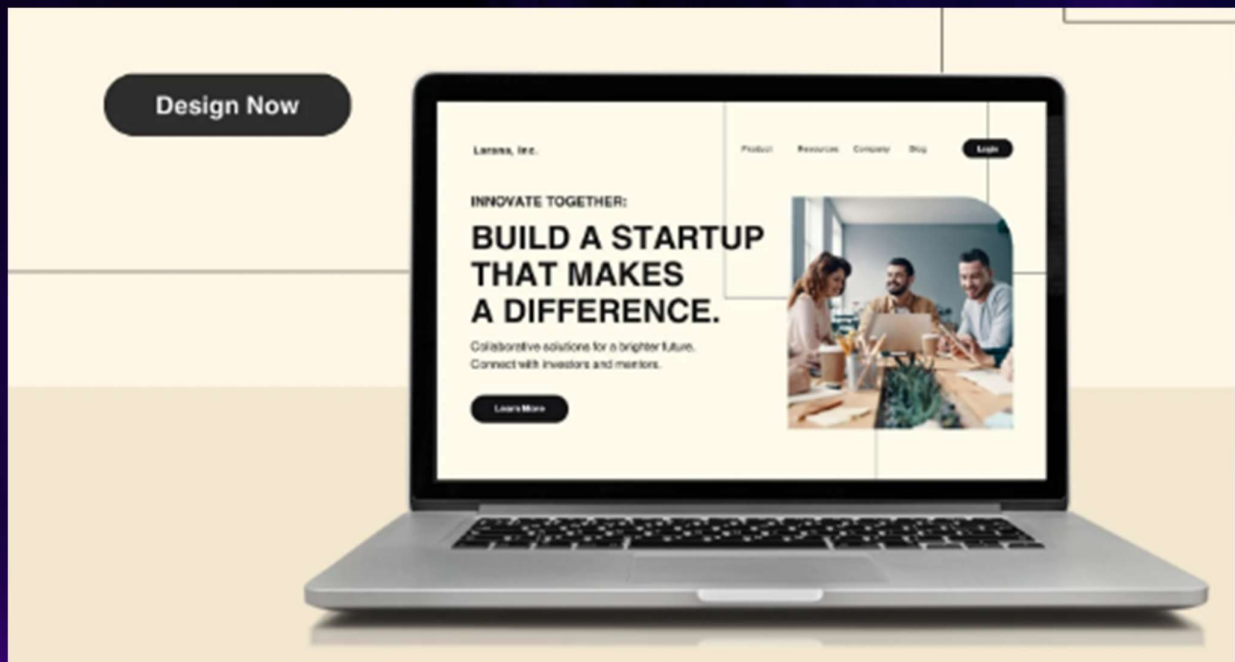 Design Now
Larana, Inc.
Product Resources Company Blog Login
INNOVATE TOGETHER:
BUILD A STARTUP
THAT MAKES
A DIFFERENCE.
Collaborative solutions for a brighter future.
Connect with investors and mentors.
Learn More